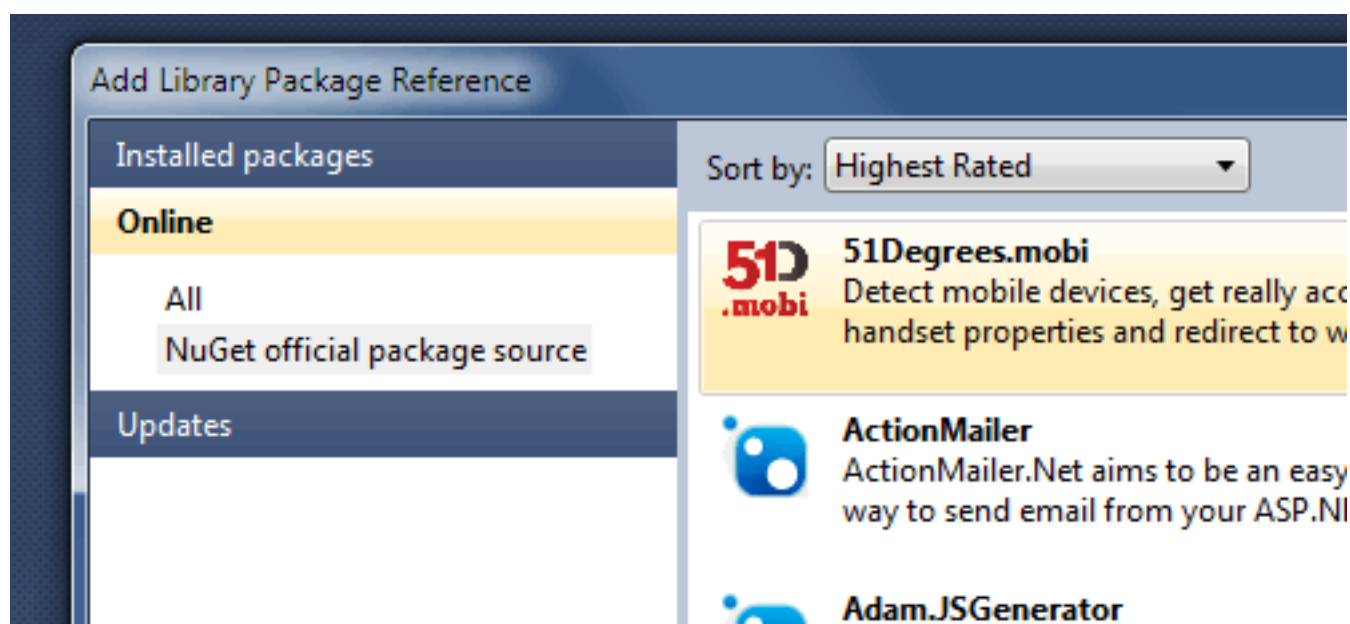 Add Library Package Reference
Installed packages
Online
All
NuGet official package source
Updates
Sort by: Highest Rated
51D
.mobi
51Degrees.mobi
Detect mobile devices, get really
handset properties and redirect to
ActionMailer
ActionMailer.Net aims to be an easy
way to send email from your
Adam.JSGenerator